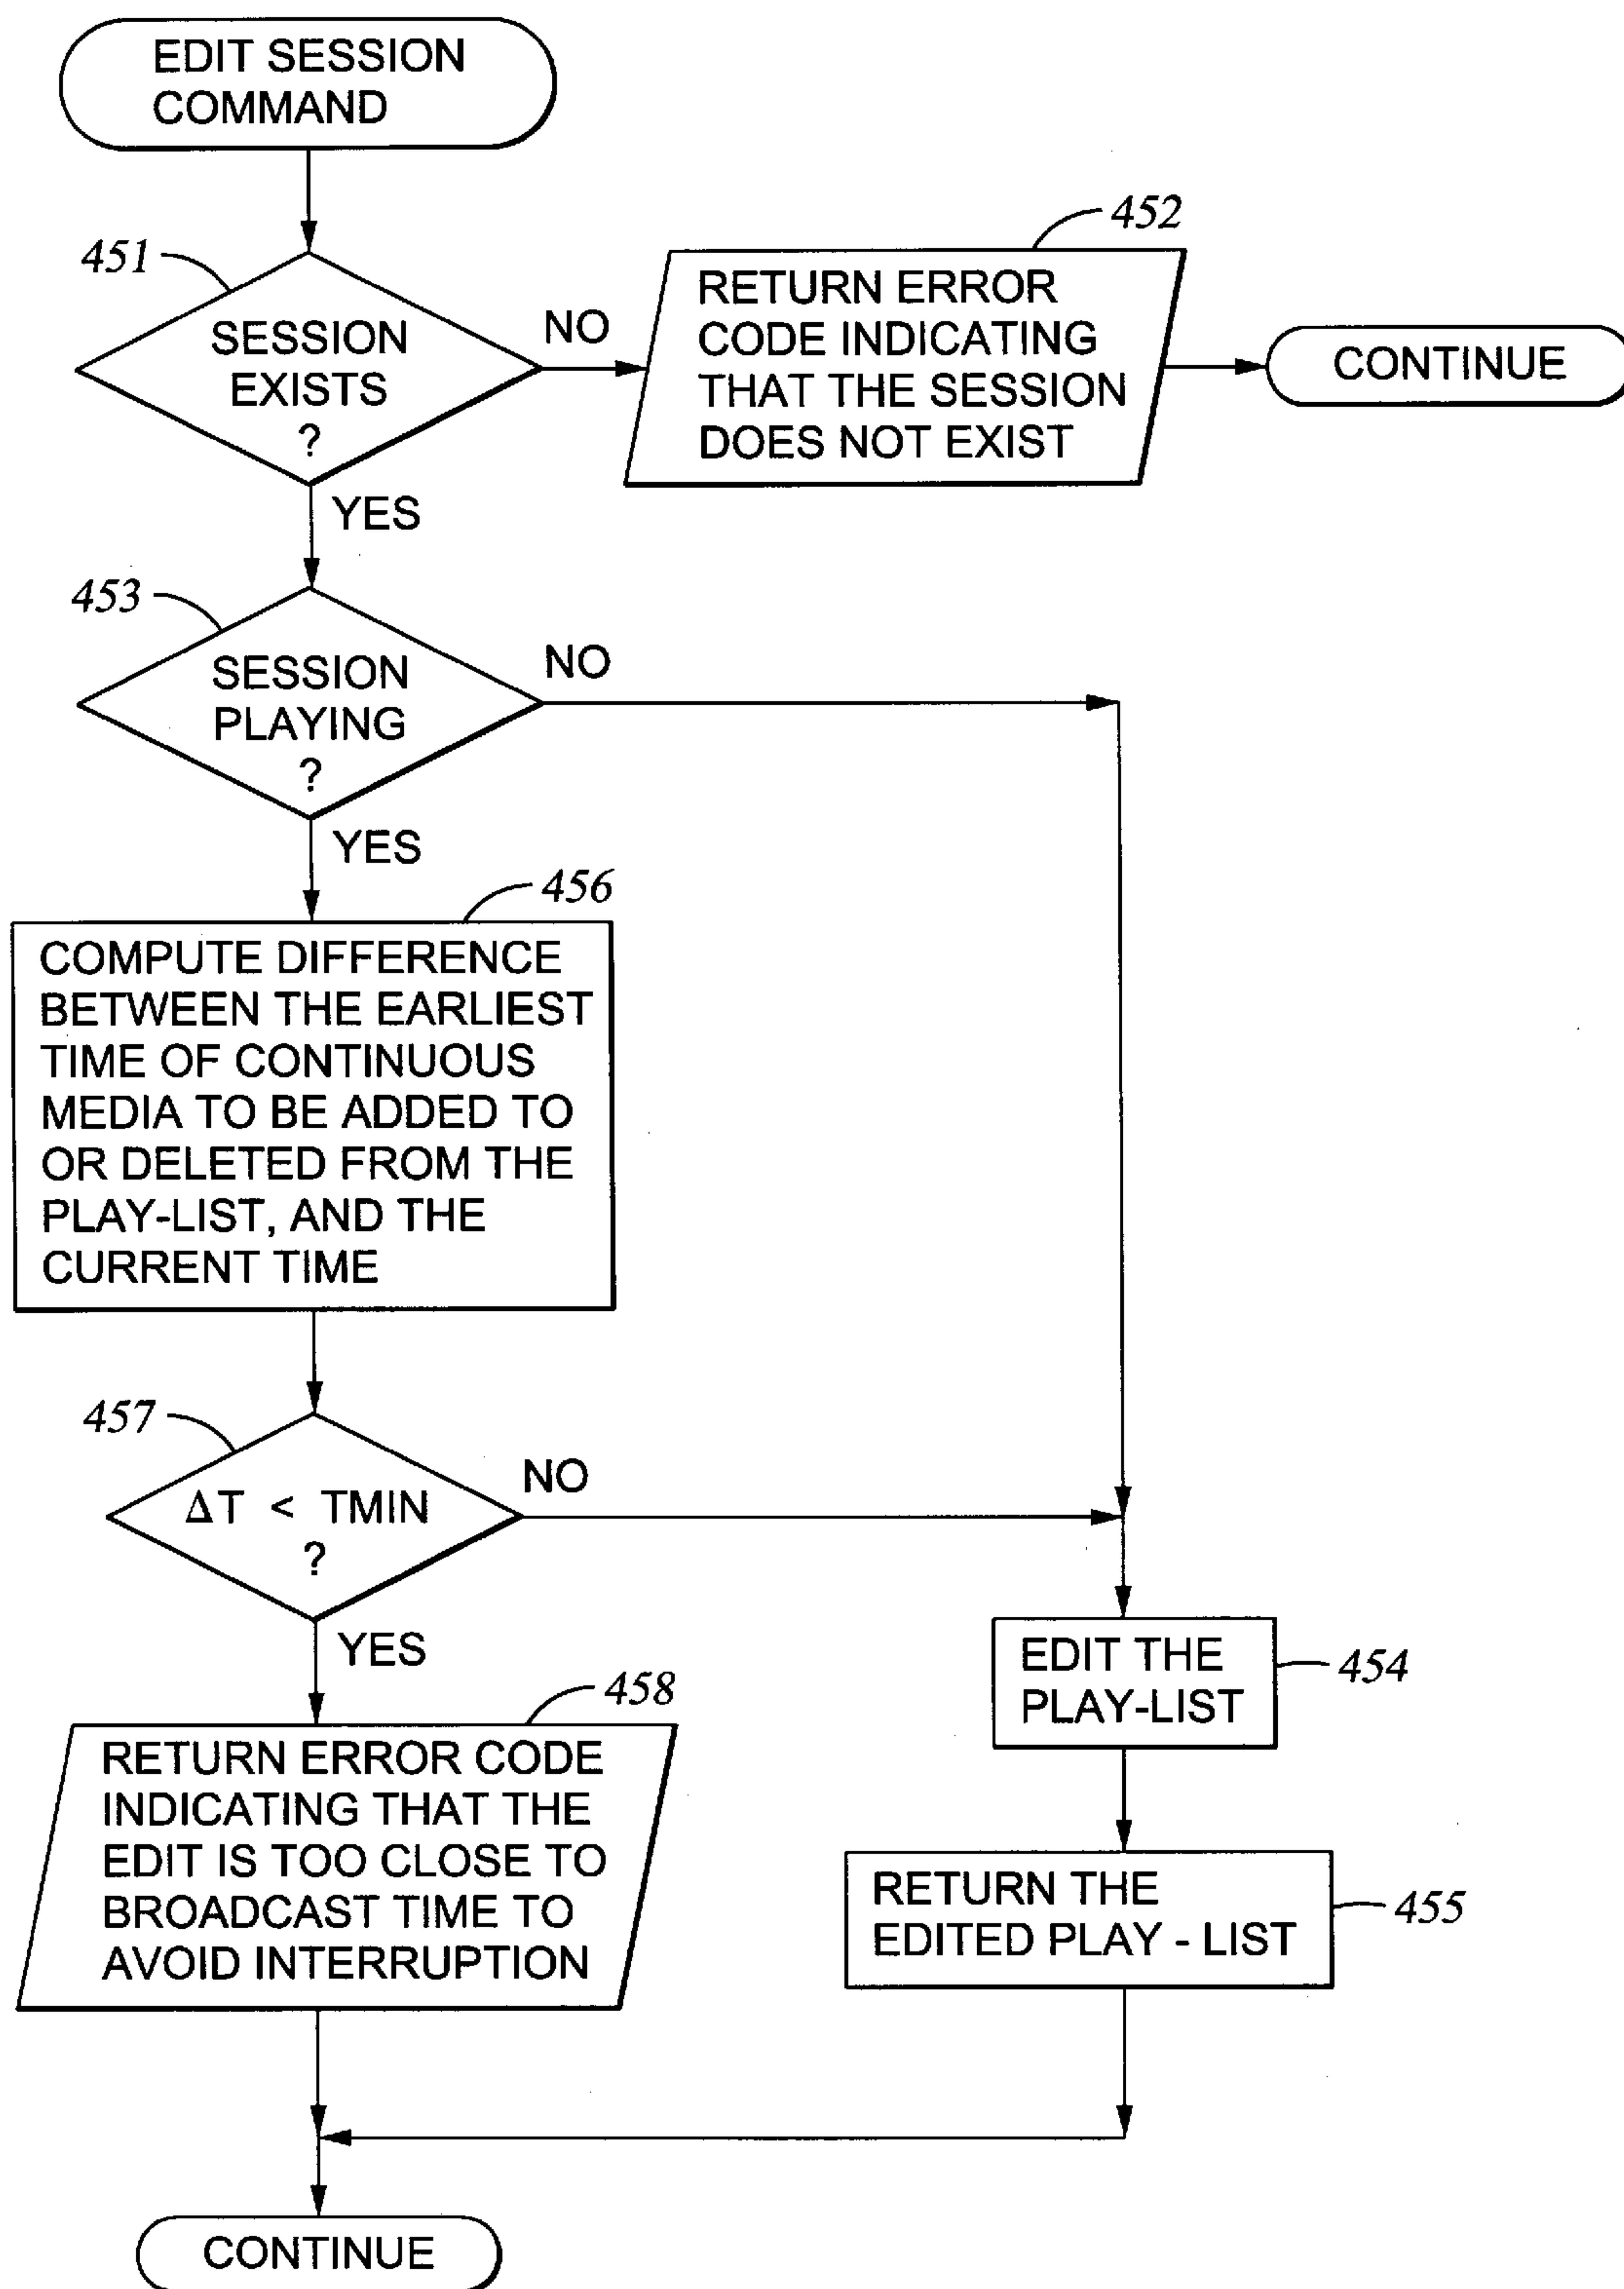 EDIT SESSION
COMMAND
451
SESSION
EXISTS
?
NO
452
RETURN ERROR
CODE INDICATING
THAT THE SESSION
DOES NOT EXIST
CONTINUE
YES
453
SESSION
PLAYING
?
NO
YES
456
COMPUTE DIFFERENCE
BETWEEN THE EARLIEST
TIME OF CONTINUOUS
MEDIA TO BE ADDED TO
OR DELETED FROM THE
PLAY-LIST, AND THE
CURRENT TIME
457
ΔT < TMIN
?
NO
YES
458
RETURN ERROR CODE
INDICATING THAT THE
EDIT IS TOO CLOSE TO
BROADCAST TIME TO
AVOID INTERRUPTION
EDIT THE
PLAY-LIST
454
RETURN THE
EDITED PLAY - LIST
455
CONTINUE